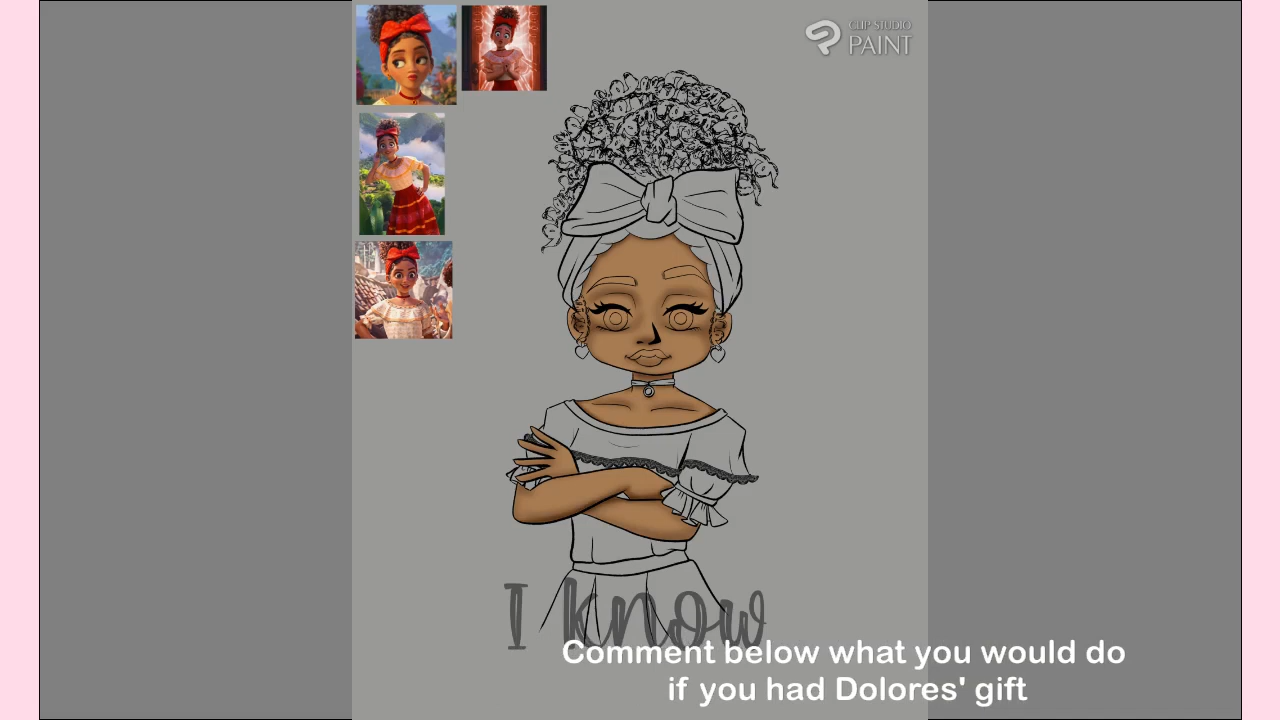 CLIP STUDIO
PAINT
I know
Comment below what you would do
if you had Dolores' gift